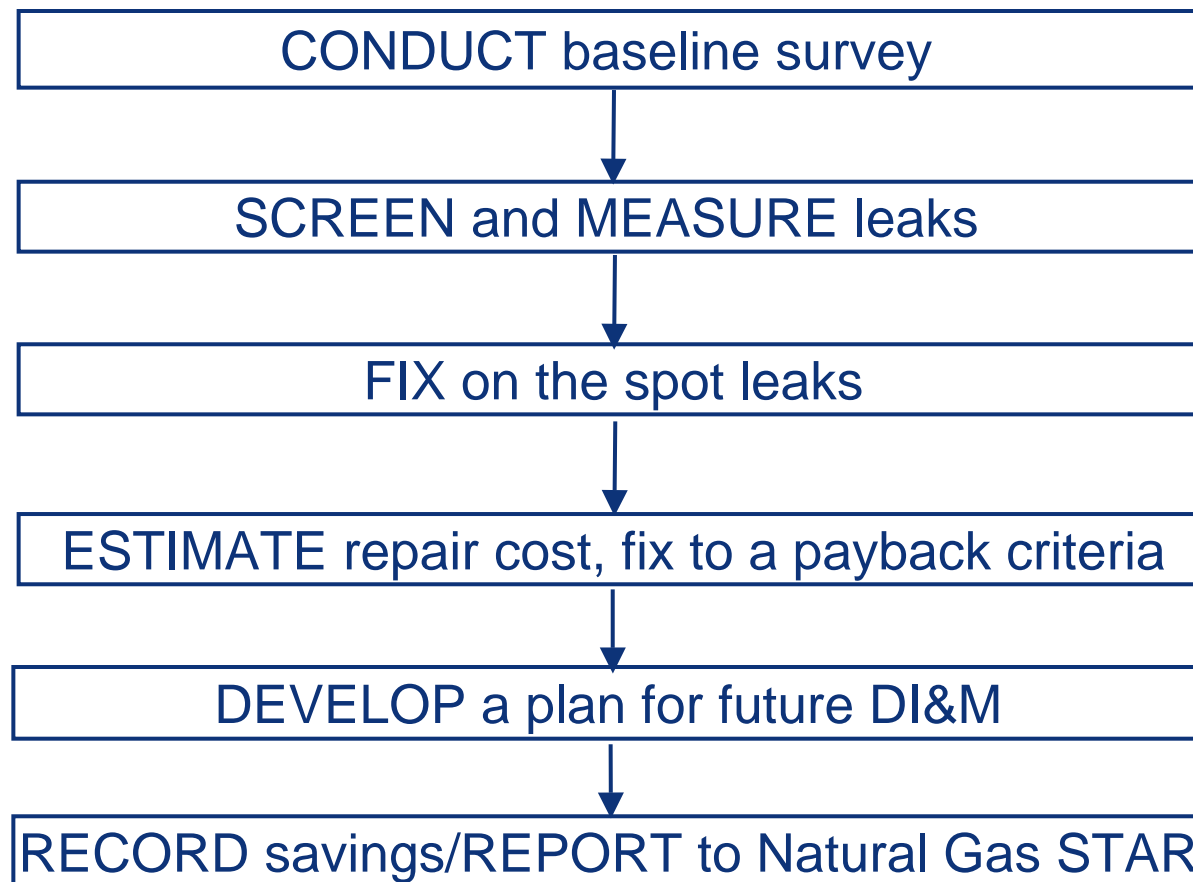 CONDUCT baseline survey
SCREEN and MEASURE leaks
FIX on the spot leaks
ESTIMATE repair cost, fix to a payback criteria
DEVELOP a plan for future DI&M
RECORD savings/REPORT to Natural Gas STAR